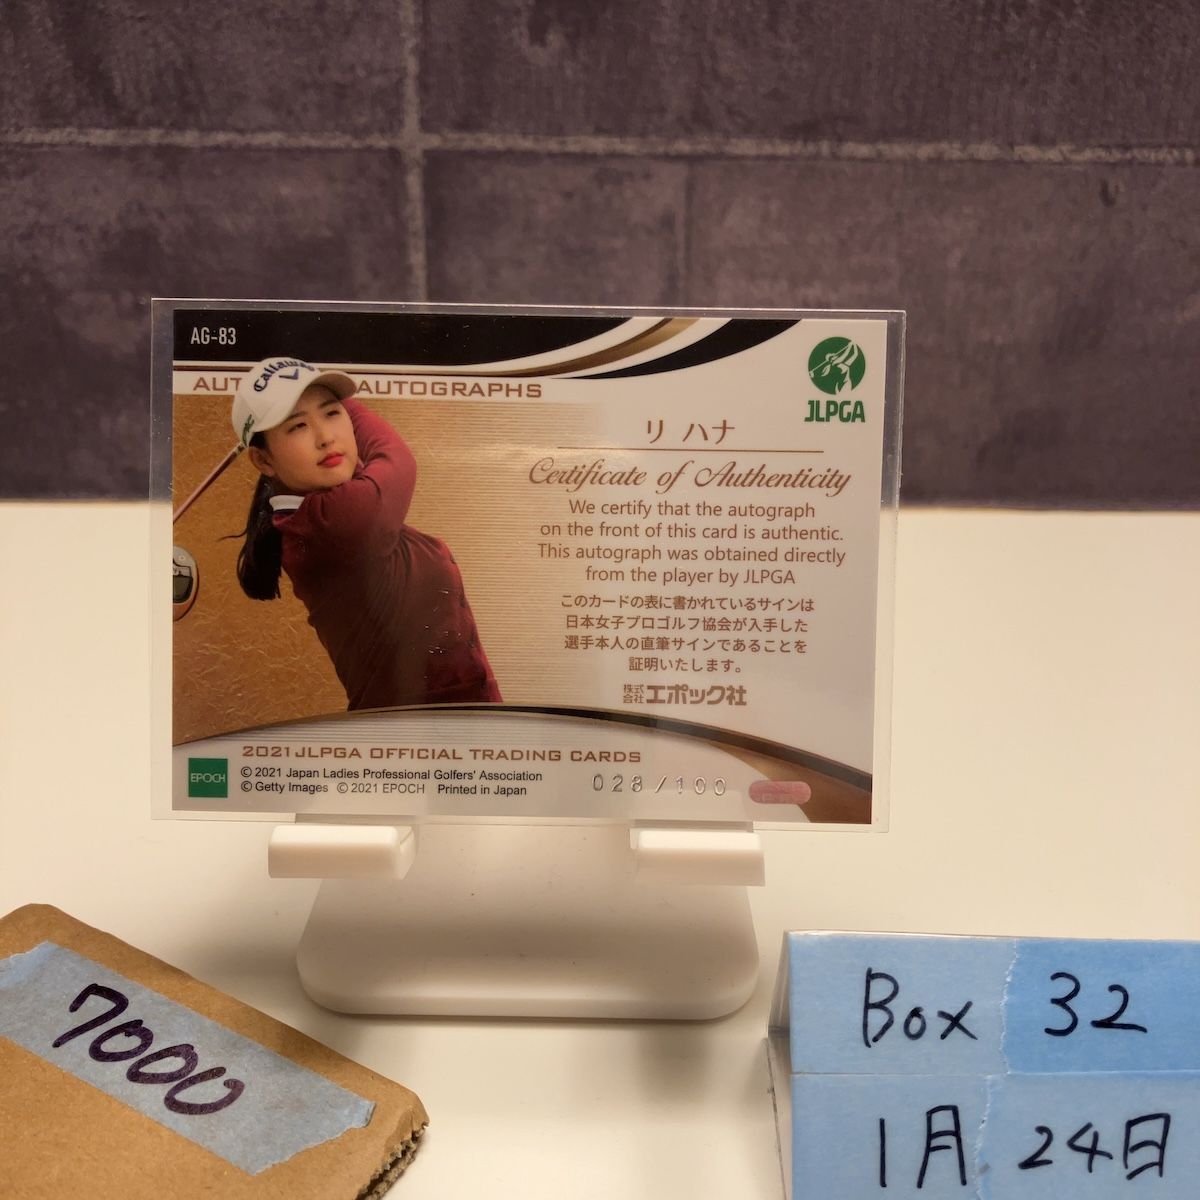 AG-83
Callaway
AUT AUTOGRAPHS
JLPGA
リ ハナ
Certificate of Authenticity
We certify that the autograph
on the front of this card is authentic.
This autograph was obtained directly
from the player by JLPGA
このカードの表に書かれているサインは
日本女子プロゴルフ協会が入手した
選手本人の直筆サインであることを
証明いたします。
株式会社エポック社
2021 JLPGA OFFICIAL TRADING CARDS
EPOCH
© 2021 Japan Ladies Professional Golfers' Association
© Getty Images © 2021 EPOCH Printed in Japan
028/100
7000
Box 32
1月 24日